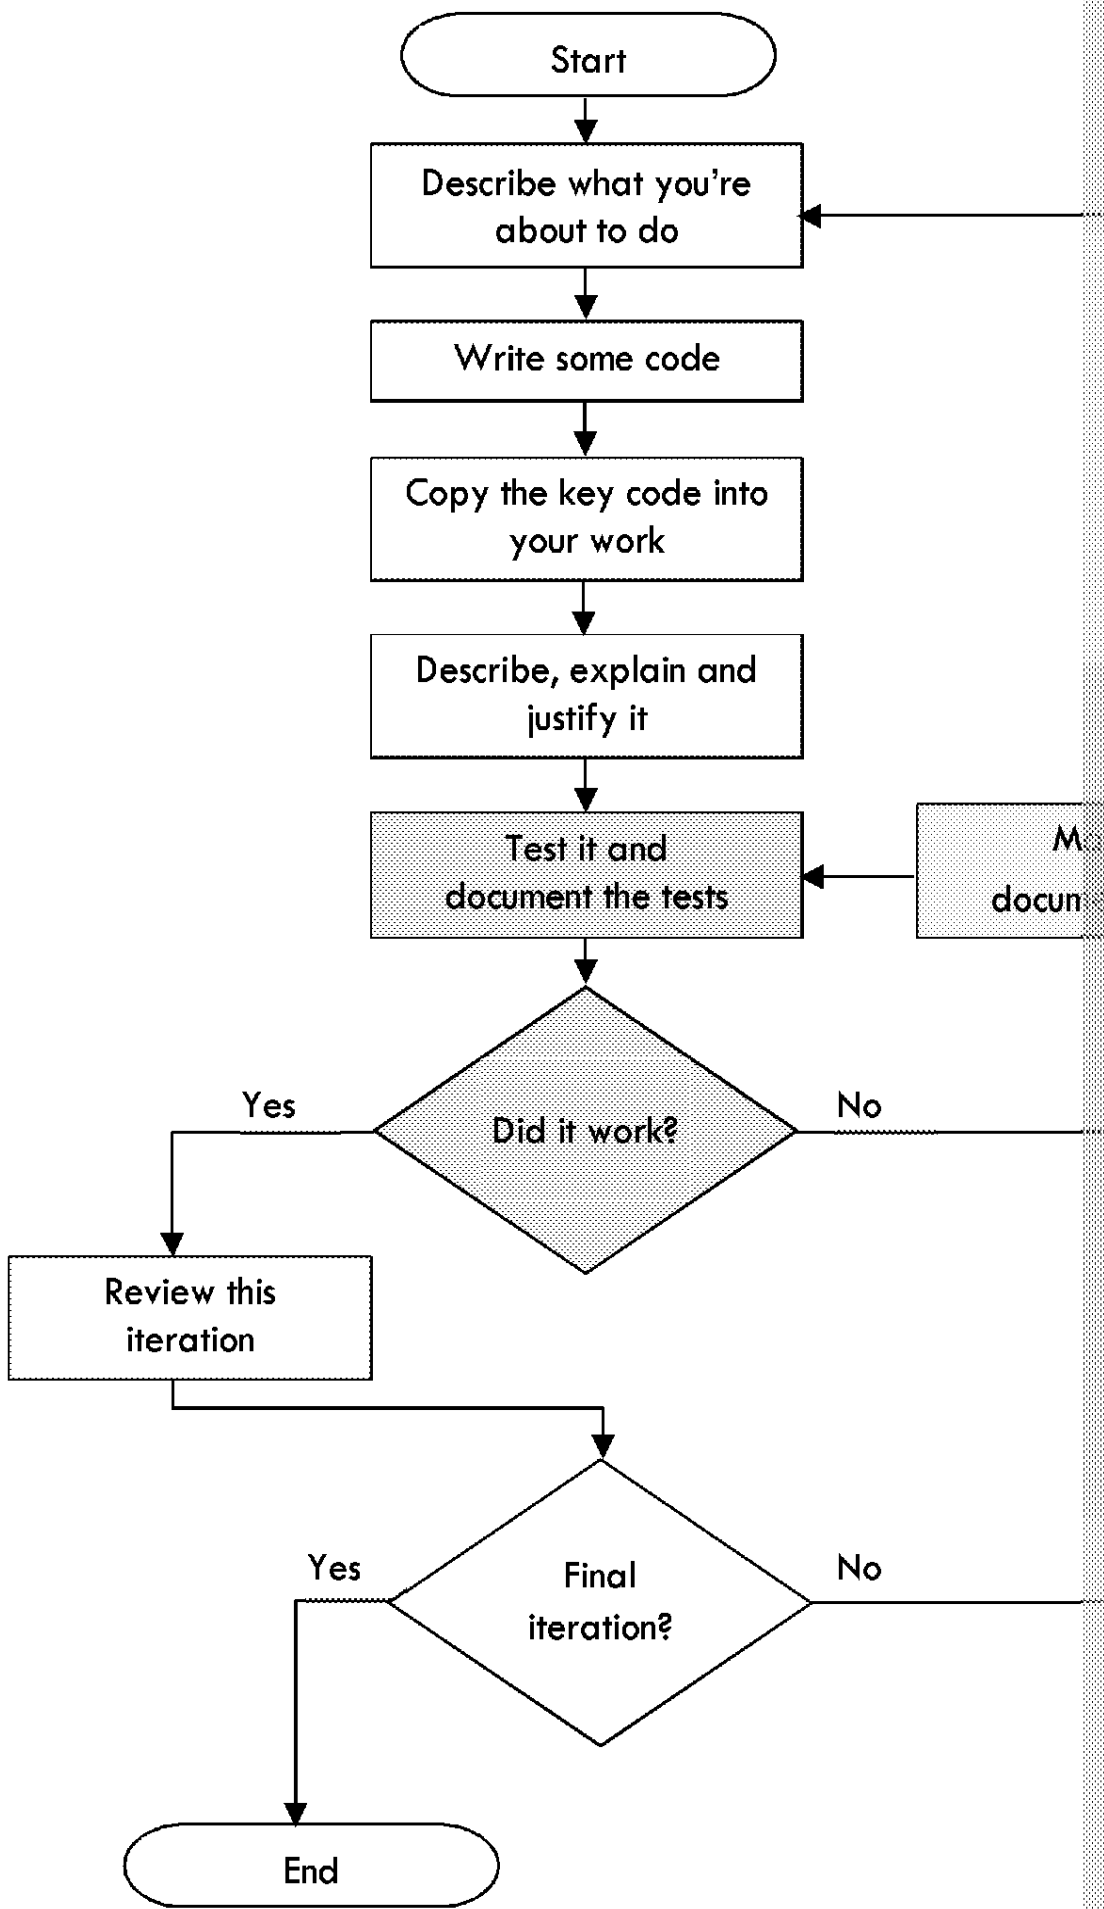 Start
Describe what you're
about to do
Write some code
Copy the key code into
your work
Describe, explain and
justify it
Test it and
document the tests
Yes
Did it work?
No
Review this
iteration
Yes
Final
iteration?
No
End